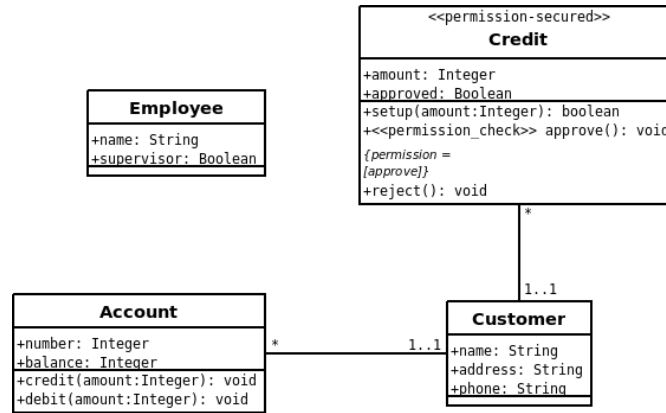 <<permission-secured>>
Credit
+amount: Integer
+approved: Boolean
+setup(amount:Integer): boolean
+<<permission_check>> approve(): void
{permission =
[approve]}
+reject(): void
Employee
+name: String
+supervisor: Boolean
*
1..1
Account
+number: Integer
+balance: Integer
+credit(amount:Integer): void
+debit(amount:Integer): void
*
1..1
Customer
+name: String
+address: String
+phone: String